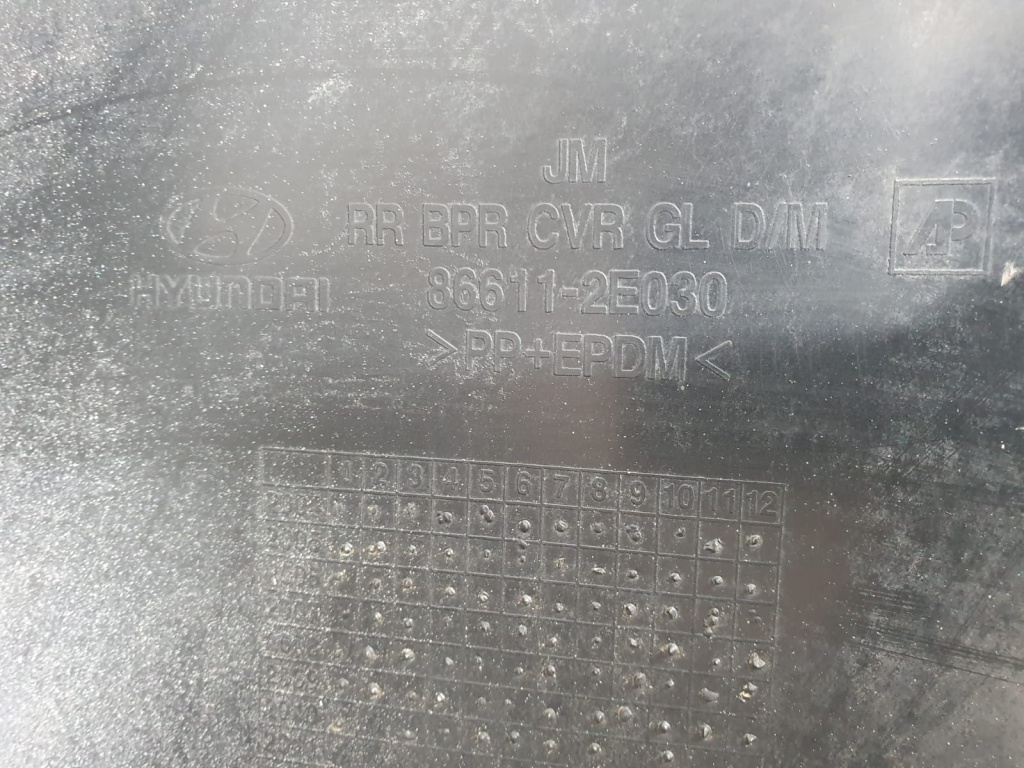 JM
RR BPR CVR GL D/M
HYUNDAI
86611-2E030
>PP+EPDM<
AP
1 2 3 4 5 6 7 8 9 10 11 12